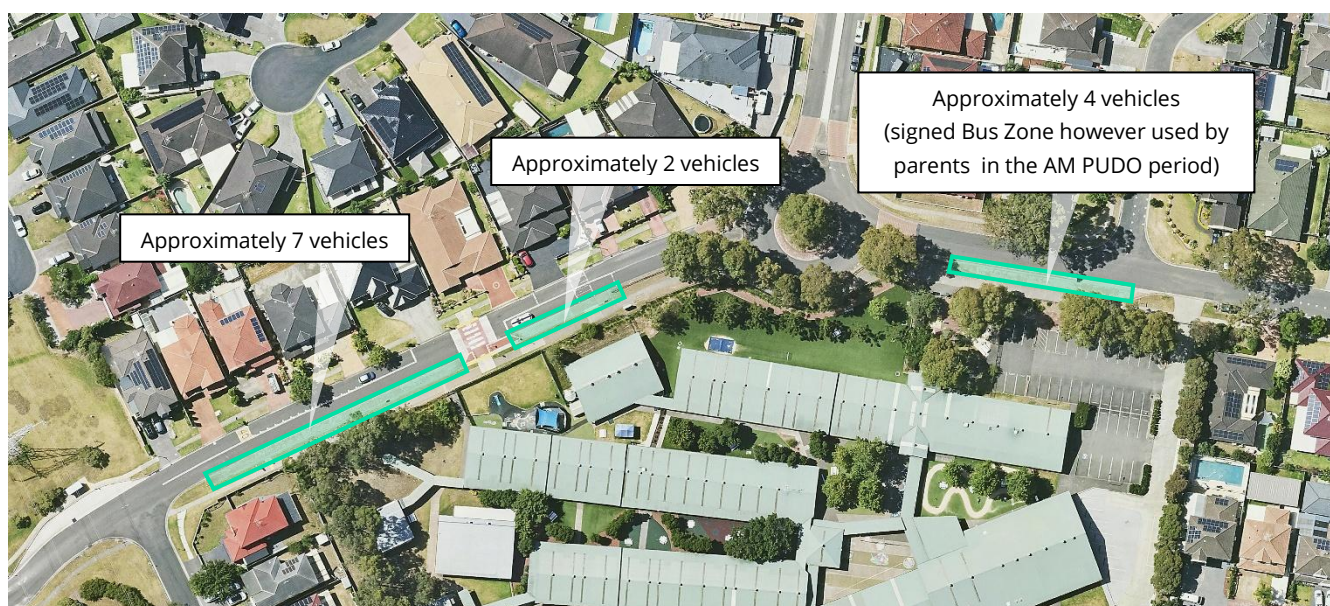 Approximately 4 vehicles
(signed Bus Zone however used by
parents in the AM PUDO period)
Approximately 2 vehicles
Approximately 7 vehicles